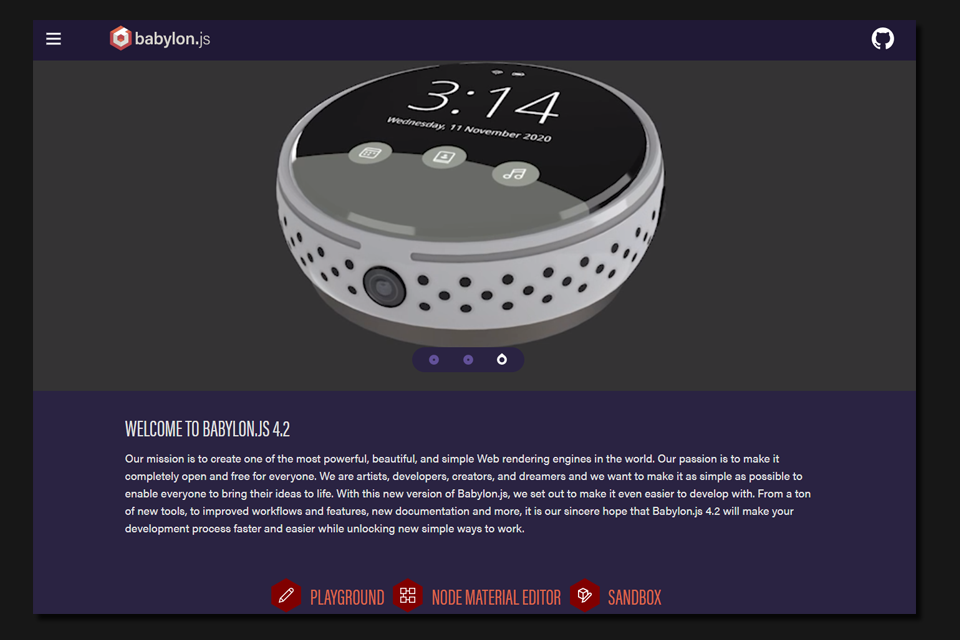 babylon.js
3:14
Wednesday, 11 November 2020
WELCOME TO BABYLON.JS 4.2
Our mission is to create one of the most powerful, beautiful, and simple Web rendering engines in the world. Our passion is to make it
completely open and free for everyone. We are artists, developers, creators, and dreamers and we want to make it as simple as possible to
enable everyone to bring their ideas to life. With this new version of Babylon.js, we set out to make it even easier to develop with. From a ton
of new tools, to improved workflows and features, new documentation and more, it is our sincere hope that Babylon.js 4.2 will make your
development process faster and easier while unlocking new simple ways to work.
PLAYGROUND NODE MATERIAL EDITOR SANDBOX